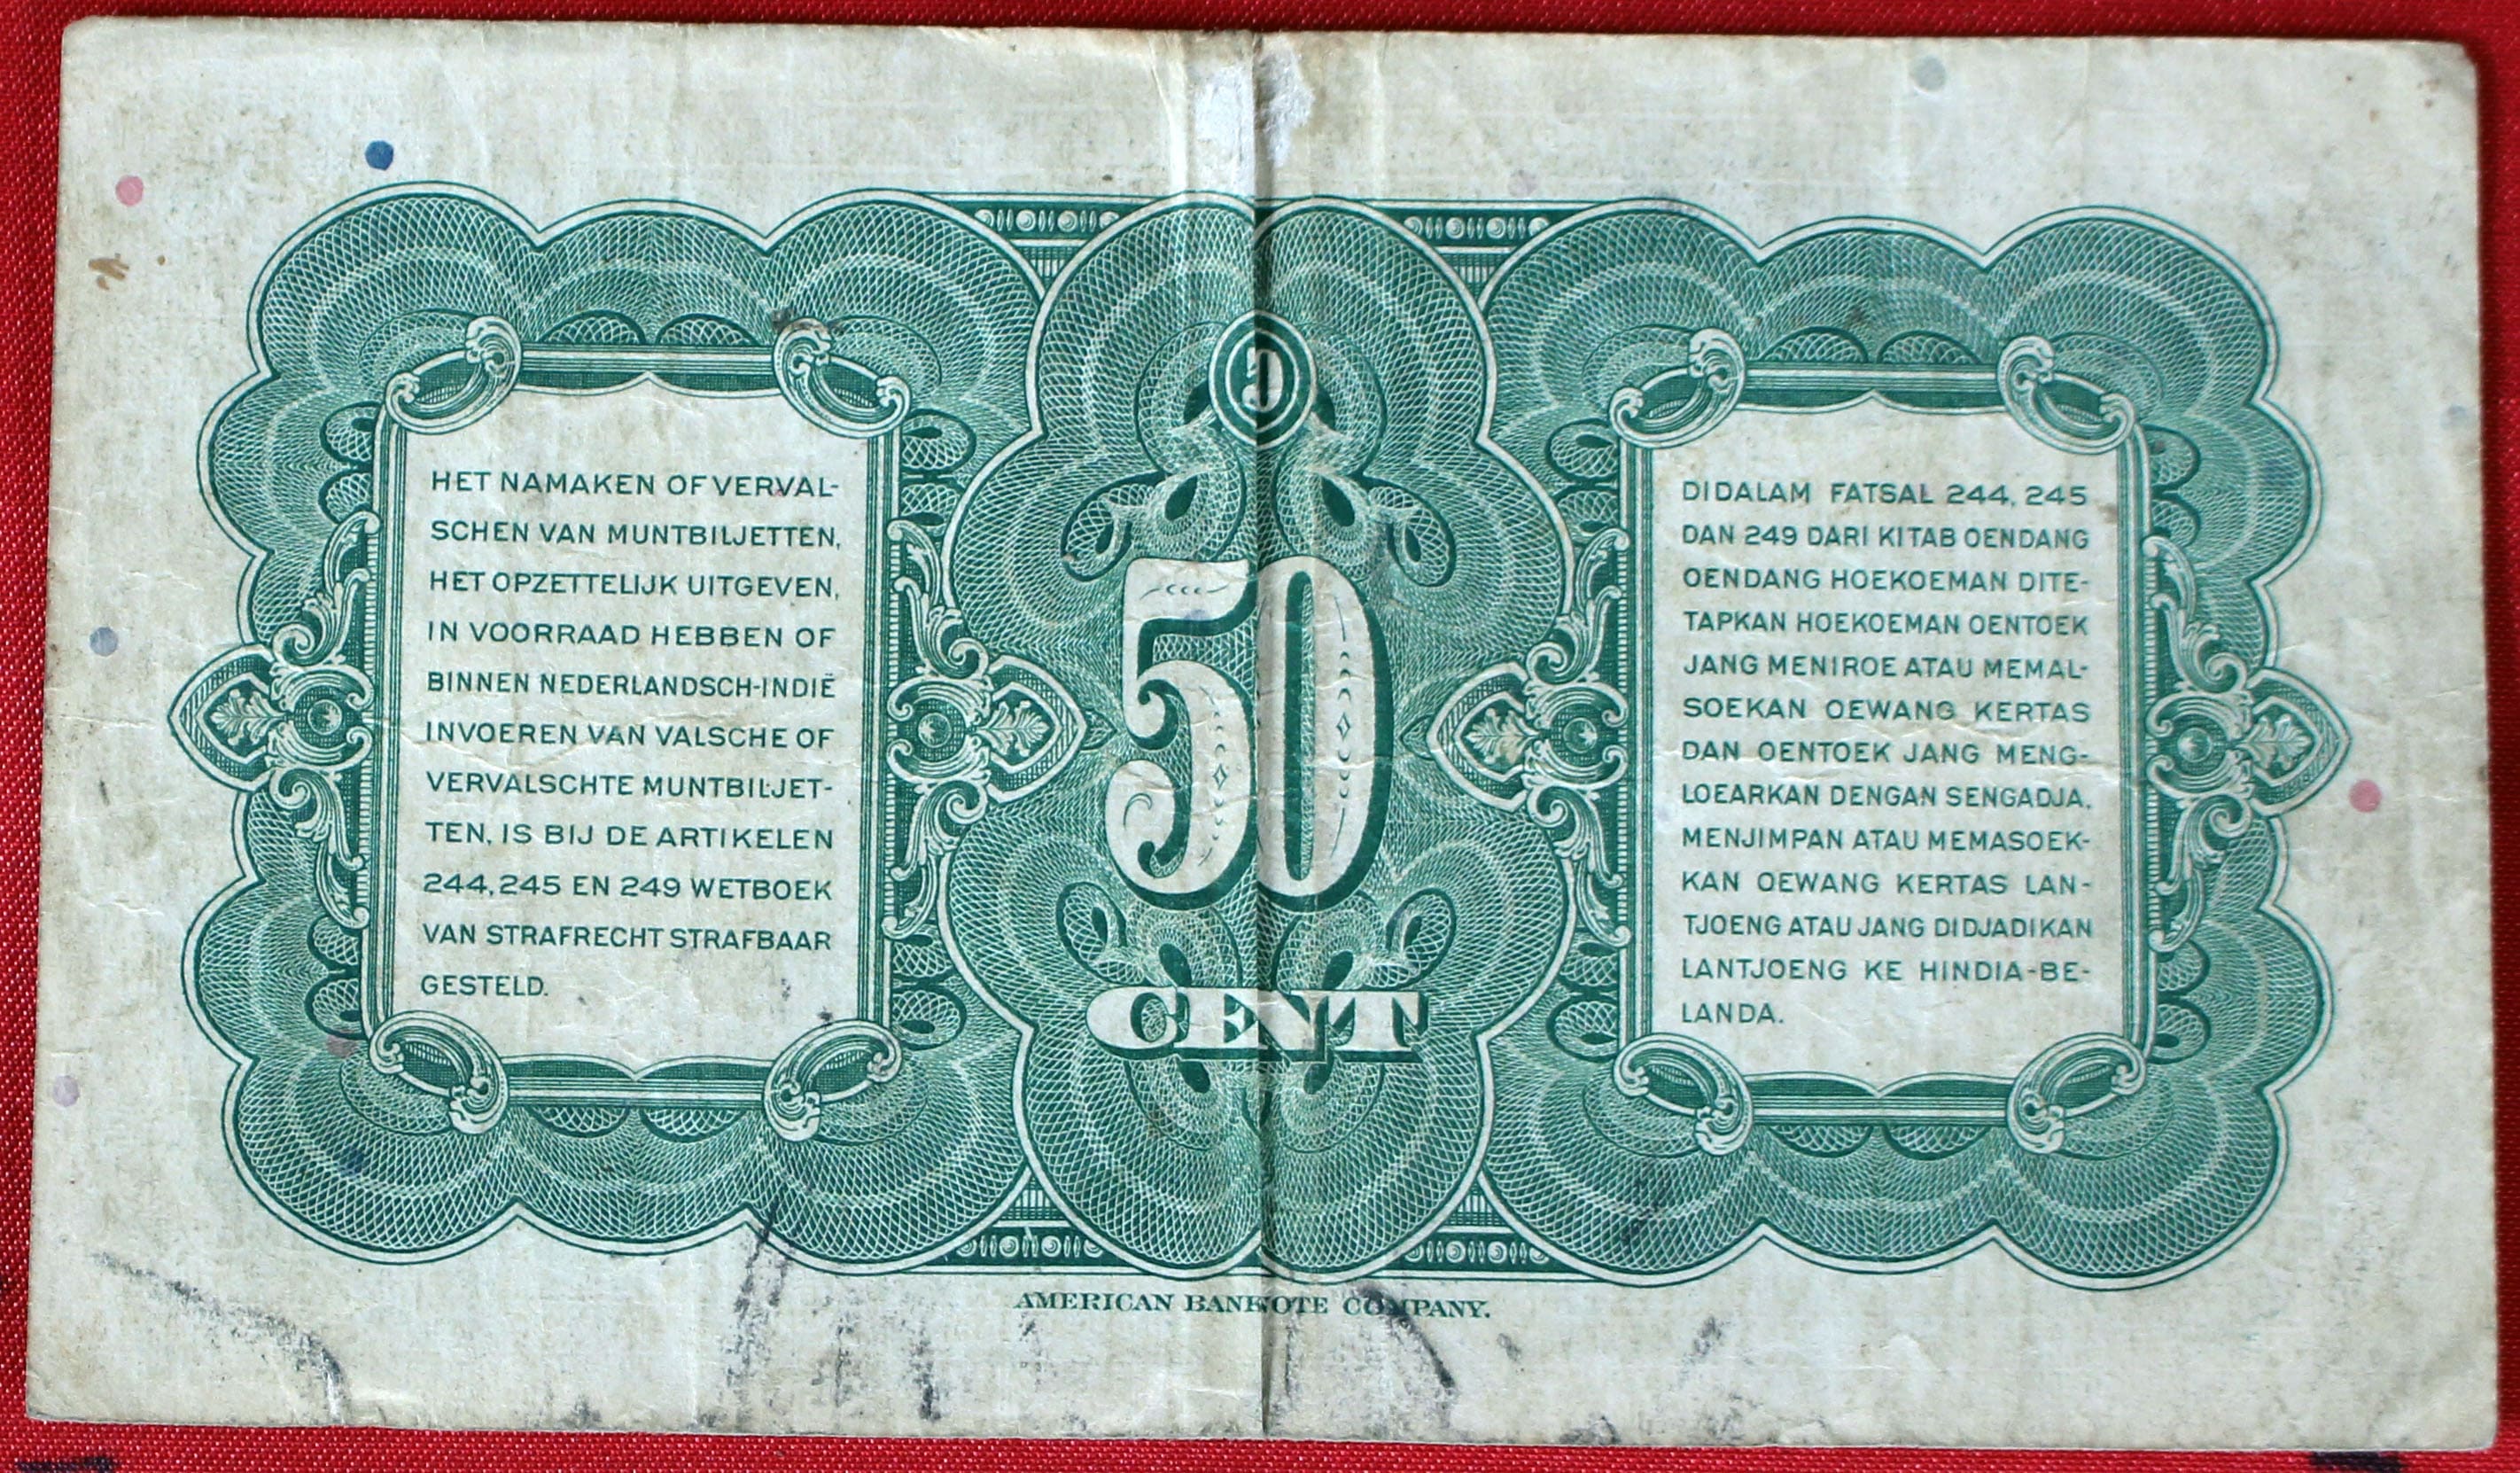 HET NAMAKEN OF VERVAL-
SCHEN VAN MUNTBILJETTEN,
HET OPZETTELIJK UITGEVEN,
IN VOORRAAD HEBBEN OF
BINNEN NEDERLANDSCH-INDIË
INVOEREN VAN VALSCHE OF
VERVALSCHTE MUNTBILJET-
TEN, IS BIJ DE ARTIKELEN
244, 245 EN 249 WETBOEK
VAN STRAFRECHT STRAFBAAR
GESTELD.
50
CENT
DIDALAM FATSAL 244, 245
DAN 249 DARI KITAB OENDANG
OENDANG HOEKOEMAN DITE-
TAPKAN HOEKOEMAN OENTOEK
JANG MENIROE ATAU MEMAL-
SOEKAN OEWANG KERTAS
DAN OENTOEK JANG MENG-
LOEARKAN DENGAN SENGADJA,
MENJIMPAN ATAU MEMASOEK-
KAN OEWANG KERTAS LAN-
TJOENG ATAU JANG DIDJADIKAN
LANTJOENG KE HINDIA-BE-
LANDA.
AMERICAN BANKNOTE COMPANY.